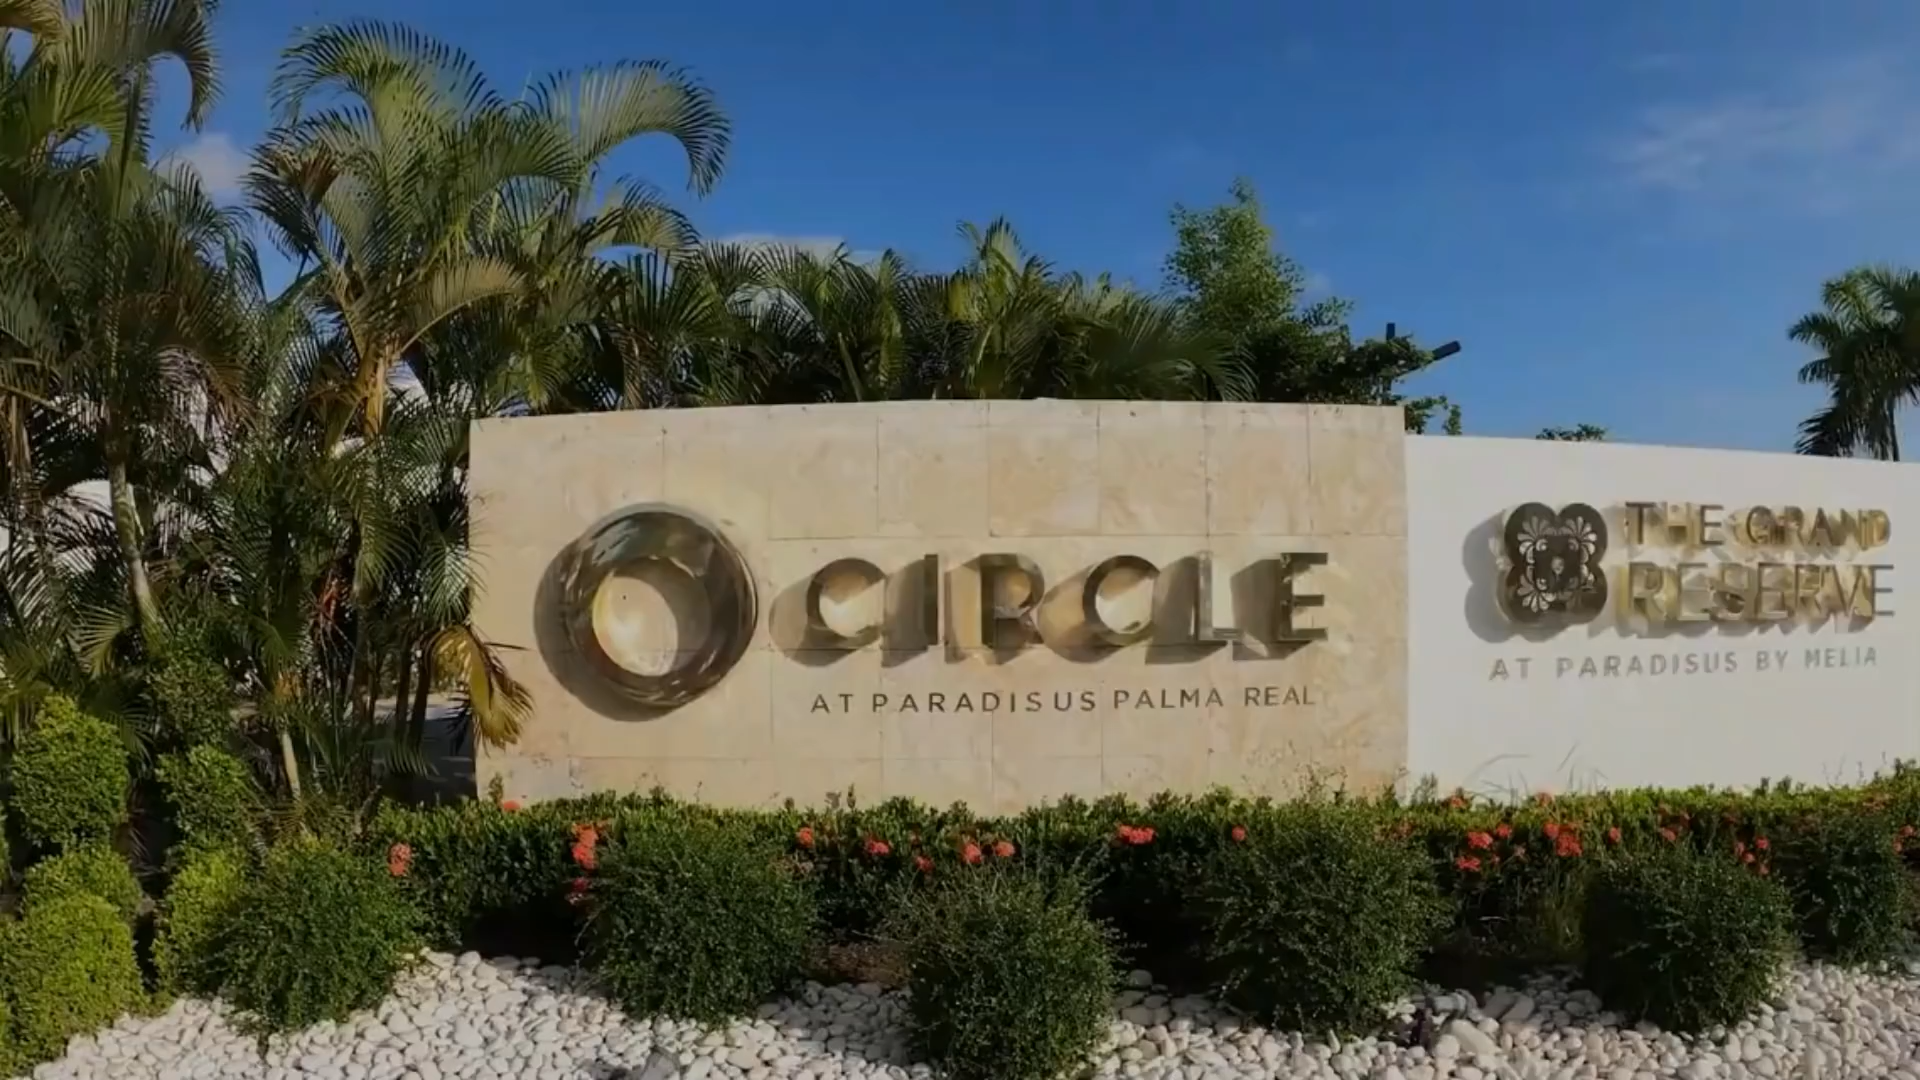 CIRCLE
AT PARADISUS PALMA REAL
THE GRAND
RESERVE
AT PARADISUS BY MELIA